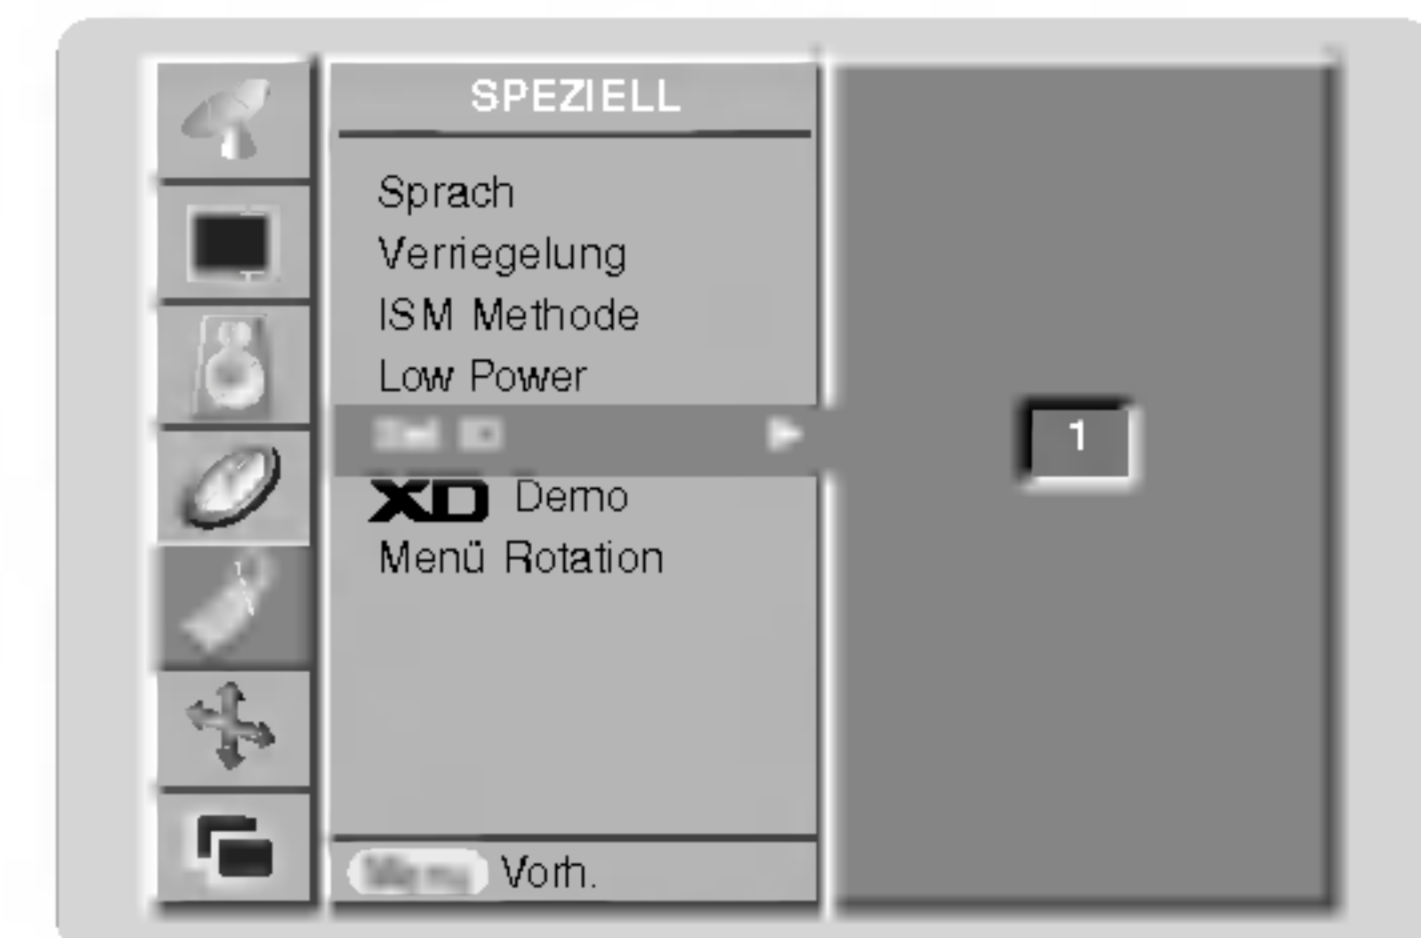 SPEZIELL
Sprach
Verriegelung
ISM Methode
Low Power
1
XD Demo
Menü Rotation
Vorh.